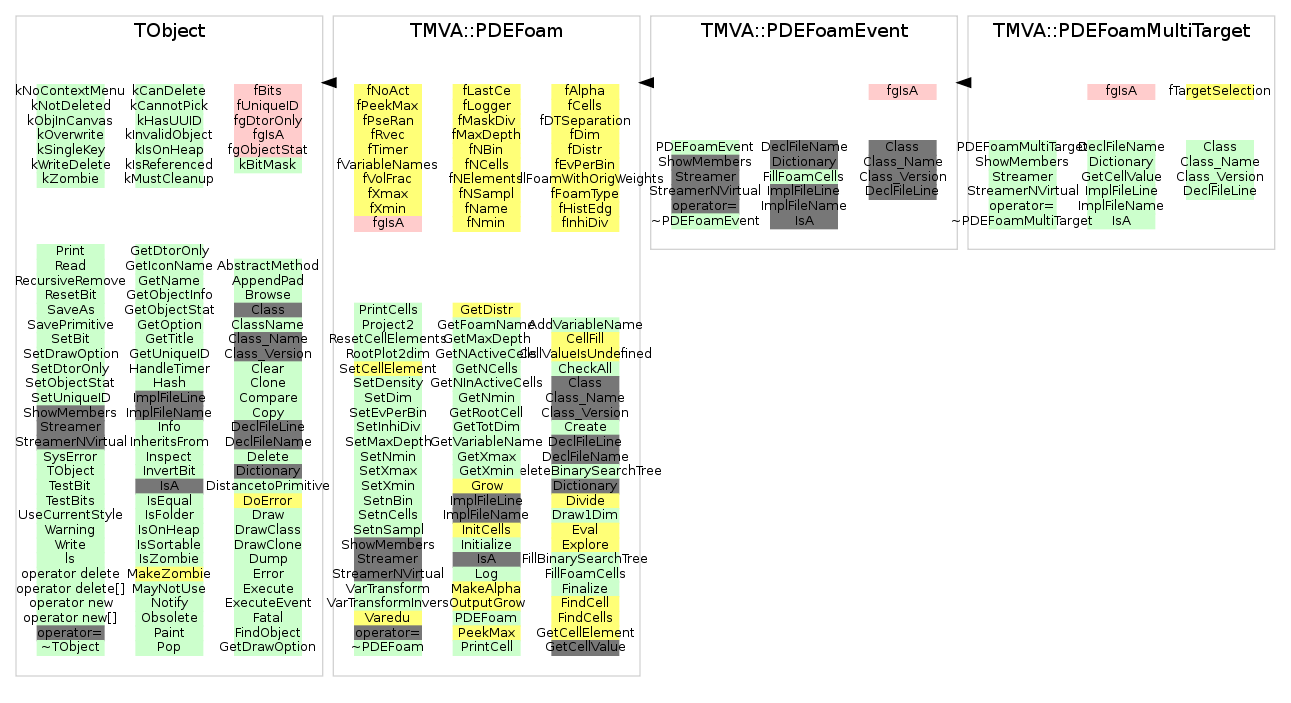 TObject
kNoContextMenu
kNotDeleted
kObjInCanvas
kOverwrite
kSingleKey
kWriteDelete
kZombie
kCanDelete
kCannotPick
kHasUUID
kInvalidObject
kIsOnHeap
kIsReferenced
kMustCleanup
fBits
fUniqueID
fgDtorOnly
fgIsA
fgObjectStat
kBitMask
Print
Read
RecursiveRemove
ResetBit
SaveAs
SavePrimitive
SetBit
SetDrawOption
SetDtorOnly
SetObjectStat
SetUniqueID
ShowMembers
Streamer
StreamerNVirtual
SysError
TObject
TestBit
TestBits
UseCurrentStyle
Warning
Write
ls
operator delete
operator delete[]
operator new
operator new[]
operator=
~TObject
GetDtorOnly
GetIconName
GetName
GetObjectInfo
GetObjectStat
GetOption
GetTitle
GetUniqueID
HandleTimer
Hash
ImplFileLine
ImplFileName
Info
InheritsFrom
Inspect
InvertBit
IsA
IsEqual
IsFolder
IsOnHeap
IsSortable
IsZombie
MakeZombie
MayNotUse
Notify
Obsolete
Paint
Pop
AbstractMethod
AppendPad
Browse
Class
ClassName
Class_Name
Class_Version
Clear
Clone
Compare
Copy
DeclFileLine
DeclFileName
Delete
Dictionary
DistancetoPrimitive
DoError
Draw
DrawClass
DrawClone
Dump
Error
Execute
ExecuteEvent
Fatal
FindObject
GetDrawOption
TMVA::PDEFoam
fNoAct
fPeekMax
fPseRan
fRvec
fTimer
fVariableNames
fVolFrac
fXmax
fXmin
fgIsA
fLastCe
fLogger
fMaskDiv
fMaxDepth
fNBin
fNCells
fNElements
fNSampl
fName
fNmin
fAlpha
fCells
fDTSeparation
fDim
fDistr
fEvPerBin
llFoamWithOrigWeights
fFoamType
fHistEdg
fInhiDiv
PrintCells
Project2
ResetCellElements
RootPlot2dim
SetCellElement
SetDensity
SetDim
SetEvPerBin
SetInhiDiv
SetMaxDepth
SetNmin
SetXmax
SetXmin
SetnBin
SetnCells
SetnSampl
ShowMembers
Streamer
StreamerNVirtual
VarTransform
VarTransformInvers
Varedu
operator=
~PDEFoam
GetDistr
GetFoamName
GetMaxDepth
GetNActiveCells
GetNCells
GetNInActiveCells
GetNmin
GetRootCell
GetTotDim
GetVariableName
GetXmax
GetXmin
Grow
ImplFileLine
ImplFileName
InitCells
Initialize
IsA
Log
MakeAlpha
OutputGrow
PDEFoam
PeekMax
PrintCell
AddVariableName
CellFill
CellValueIsUndefined
CheckAll
Class
Class_Name
Class_Version
Create
DeclFileLine
DeclFileName
eleteBinarySearchTree
Dictionary
Divide
Draw1Dim
Eval
Explore
FillBinarySearchTree
FillFoamCells
Finalize
FindCell
FindCells
GetCellElement
GetCellValue
TMVA::PDEFoamEvent
fgIsA
PDEFoamEvent
ShowMembers
Streamer
StreamerNVirtual
operator=
~PDEFoamEvent
DeclFileName
Dictionary
FillFoamCells
ImplFileLine
ImplFileName
IsA
Class
Class_Name
Class_Version
DeclFileLine
TMVA::PDEFoamMultiTarget
fgIsA
fTargetSelection
PDEFoamMultiTarget
ShowMembers
Streamer
StreamerNVirtual
operator=
~PDEFoamMultiTarget
DeclFileName
Dictionary
GetCellValue
ImplFileLine
ImplFileName
IsA
Class
Class_Name
Class_Version
DeclFileLine